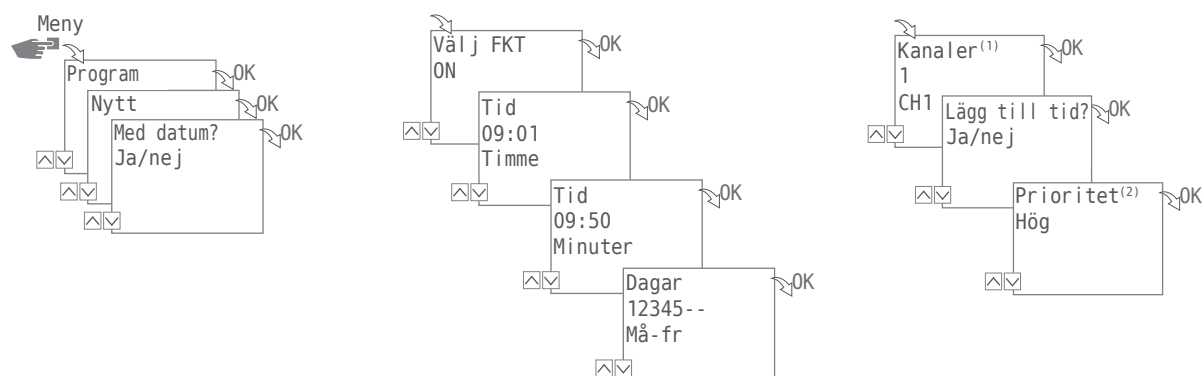 Meny
Program
OK
Nytt
OK
Med datum?
OK
Ja/nej
Välj FKT
OK
ON
Tid
OK
09:01
Timme
Tid
OK
09:50
Minuter
Dagar
OK
12345--
Må-fr
Kanaler(1)
OK
1
CH1
Lägg till tid?
OK
Ja/nej
Prioritet(2)
OK
Hög